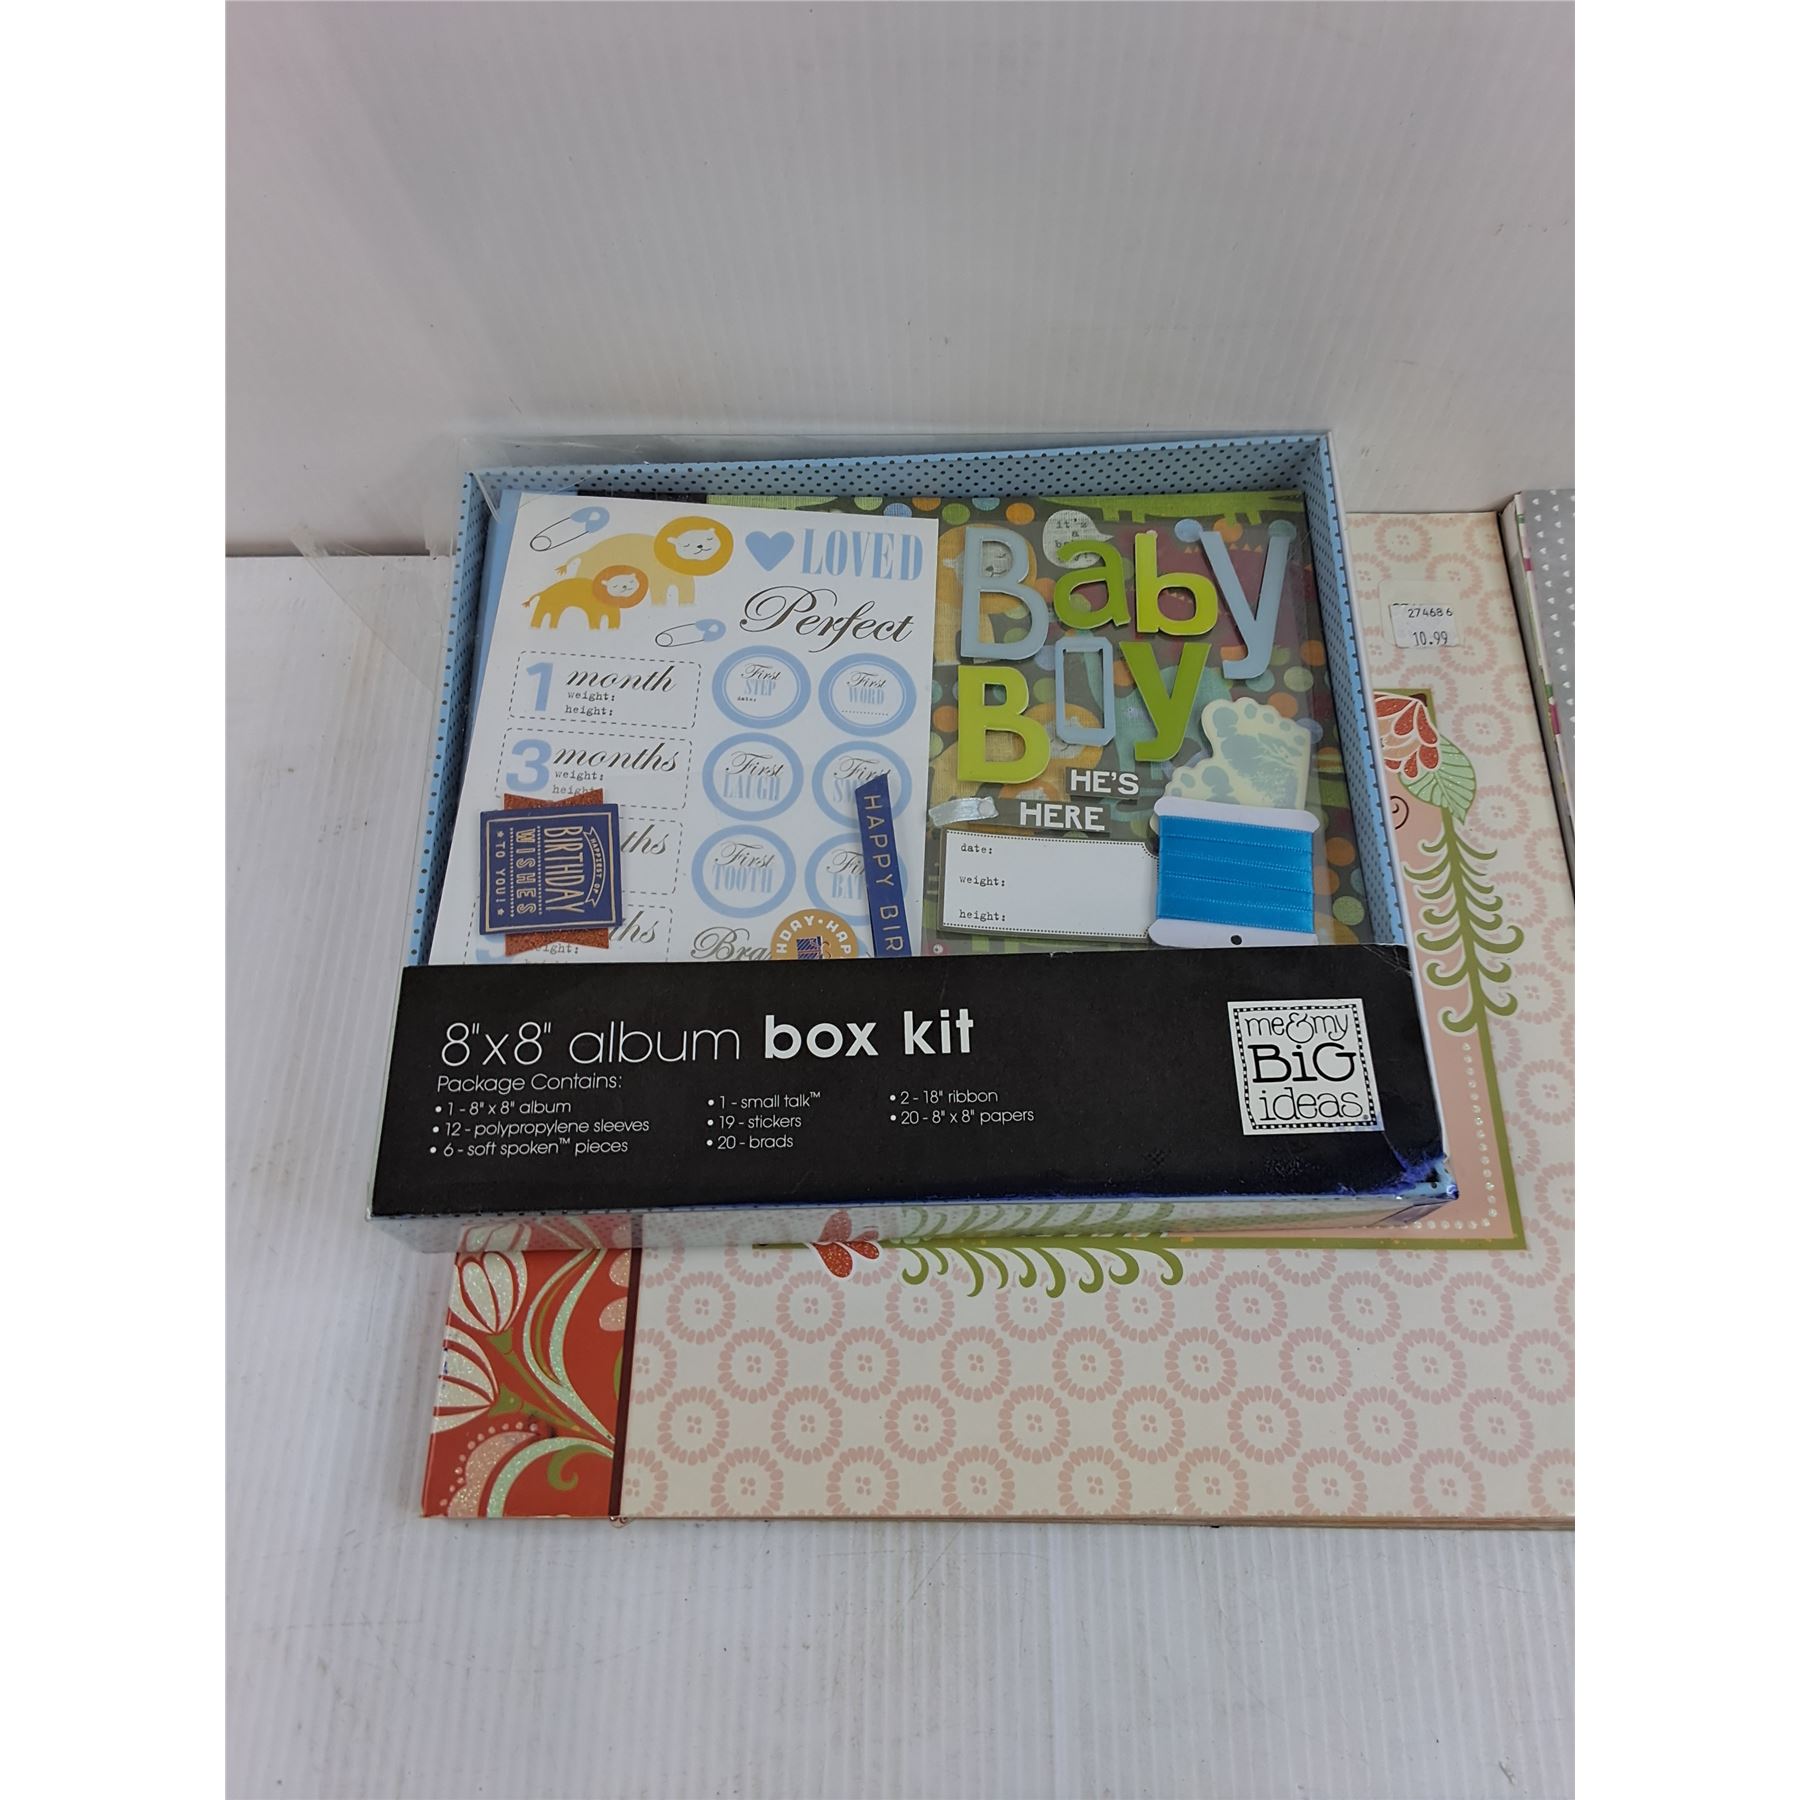 LOVED
Perfect
1 month
weight:
height:
First
STEP
date:
First
WORD
3 months
weight:
First
LAUGH
First
TOOTH
HAPPIEST OF
BIRTHDAY
WISHES
TO YOU!
HAPPY BIR
it's
a
Baby
Boy
HE'S
HERE
date:
weight:
height:
274686
10.99
8"x8" album box kit
Package Contains:
• 1 - 8" x 8" album
• 12 - polypropylene sleeves
• 6 - soft spoken™ pieces
• 1 - small talk™
• 19 - stickers
• 20 - brads
• 2 - 18" ribbon
• 20 - 8" x 8" papers
me&my
BiG
ideas